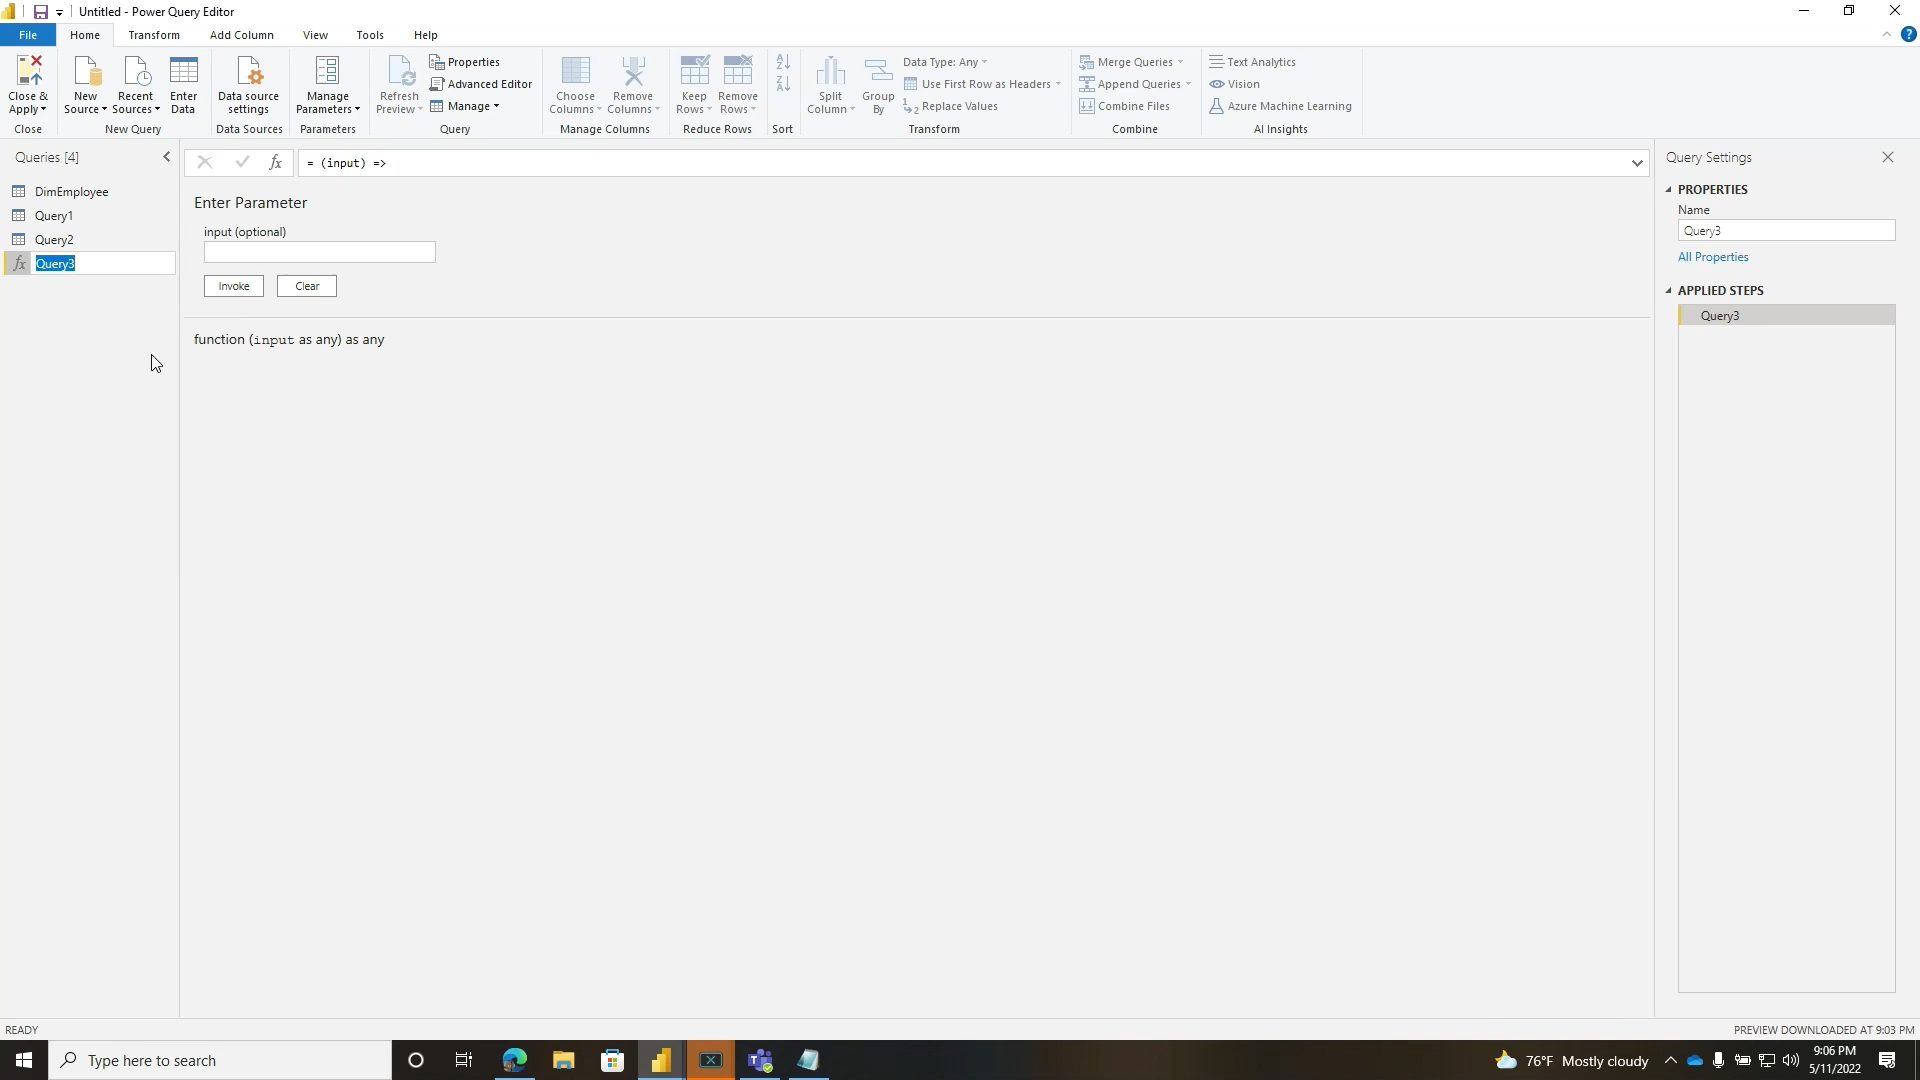 Untitled - Power Query Editor
File Home Transform Add Column View Tools Help
Close & Apply
New Source
Recent Sources
Enter Data
Data source settings
Manage Parameters
Refresh Preview
Properties
Advanced Editor
Manage
Choose Columns
Remove Columns
Keep Rows
Remove Rows
Split Column
Group By
Data Type: Any
Use First Row as Headers
Replace Values
Merge Queries
Append Queries
Combine Files
Text Analytics
Vision
Azure Machine Learning
Close New Query Data Sources Parameters Query Manage Columns Reduce Rows Sort Transform Combine AI Insights
Queries [4]
DimEmployee
Query1
Query2
fx Query3
fx = (input) =>
Enter Parameter
input (optional)
Invoke Clear
function (input as any) as any
Query Settings
PROPERTIES
Name
Query3
All Properties
APPLIED STEPS
Query3
READY PREVIEW DOWNLOADED AT 9:03 PM
Type here to search
76°F Mostly cloudy
9:06 PM
5/11/2022